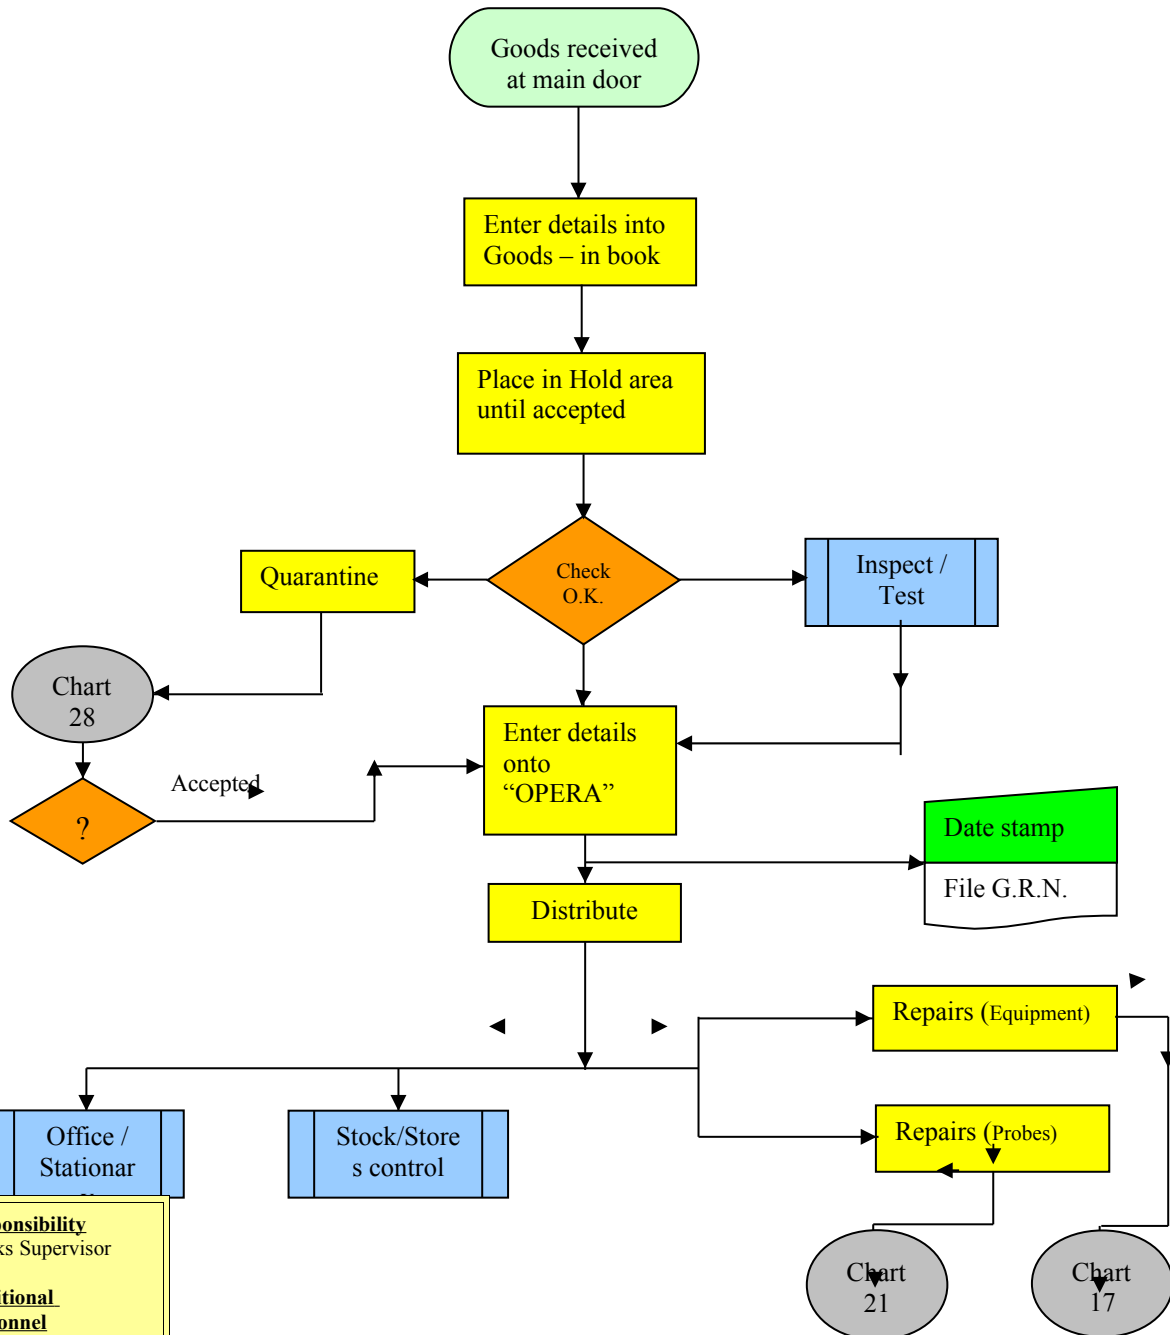 Goods received
at main door
Enter details into
Goods – in book
Place in Hold area
until accepted
Check
O.K.
Quarantine
Inspect /
Test
Chart
28
Accepted
?
Enter details
onto
“OPERA”
Date stamp
File G.R.N.
Distribute
Repairs (Equipment)
Repairs (Probes)
Office /
Stationar
Stock/Store
s control
onsibility
ks Supervisor
itional
onnel
Chart
21
Chart
17